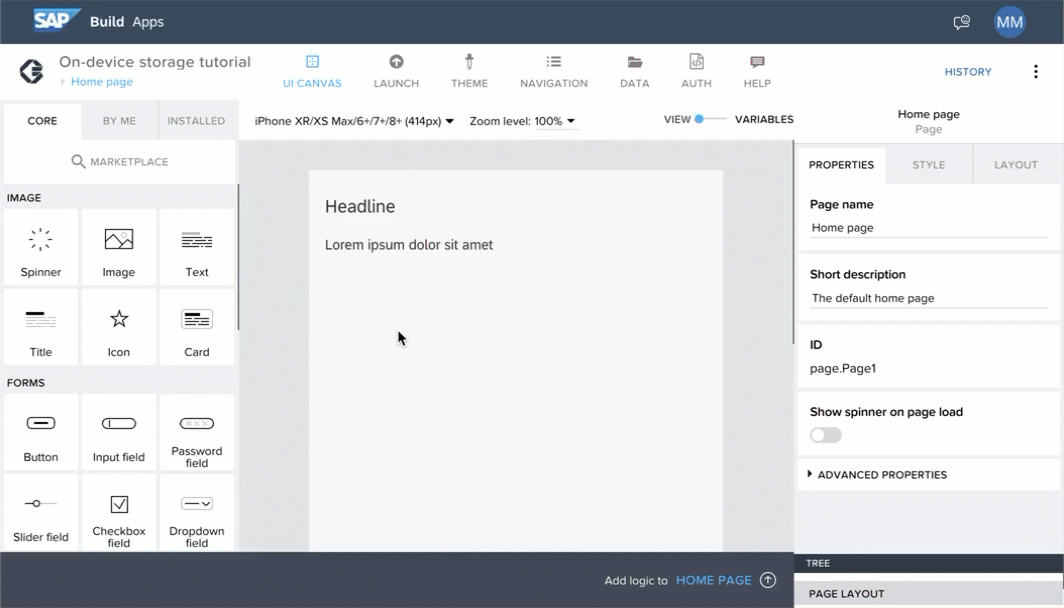 SAP Build Apps
MM
On-device storage tutorial
Home page
UI CANVAS
LAUNCH
THEME
NAVIGATION
DATA
AUTH
HELP
HISTORY
CORE
BY ME
INSTALLED
iPhone XR/XS Max/6+/7+/8+ (414px)
Zoom level: 100%
VIEW
VARIABLES
Home page
Page
MARKETPLACE
PROPERTIES
STYLE
LAYOUT
IMAGE
Spinner
Image
Text
Title
Icon
Card
FORMS
Button
Input field
Password
field
Slider field
Checkbox
field
Dropdown
field
Headline
Lorem ipsum dolor sit amet
Page name
Home page
Short description
The default home page
ID
page.Page1
Show spinner on page load
ADVANCED PROPERTIES
Add logic to HOME PAGE
TREE
PAGE LAYOUT